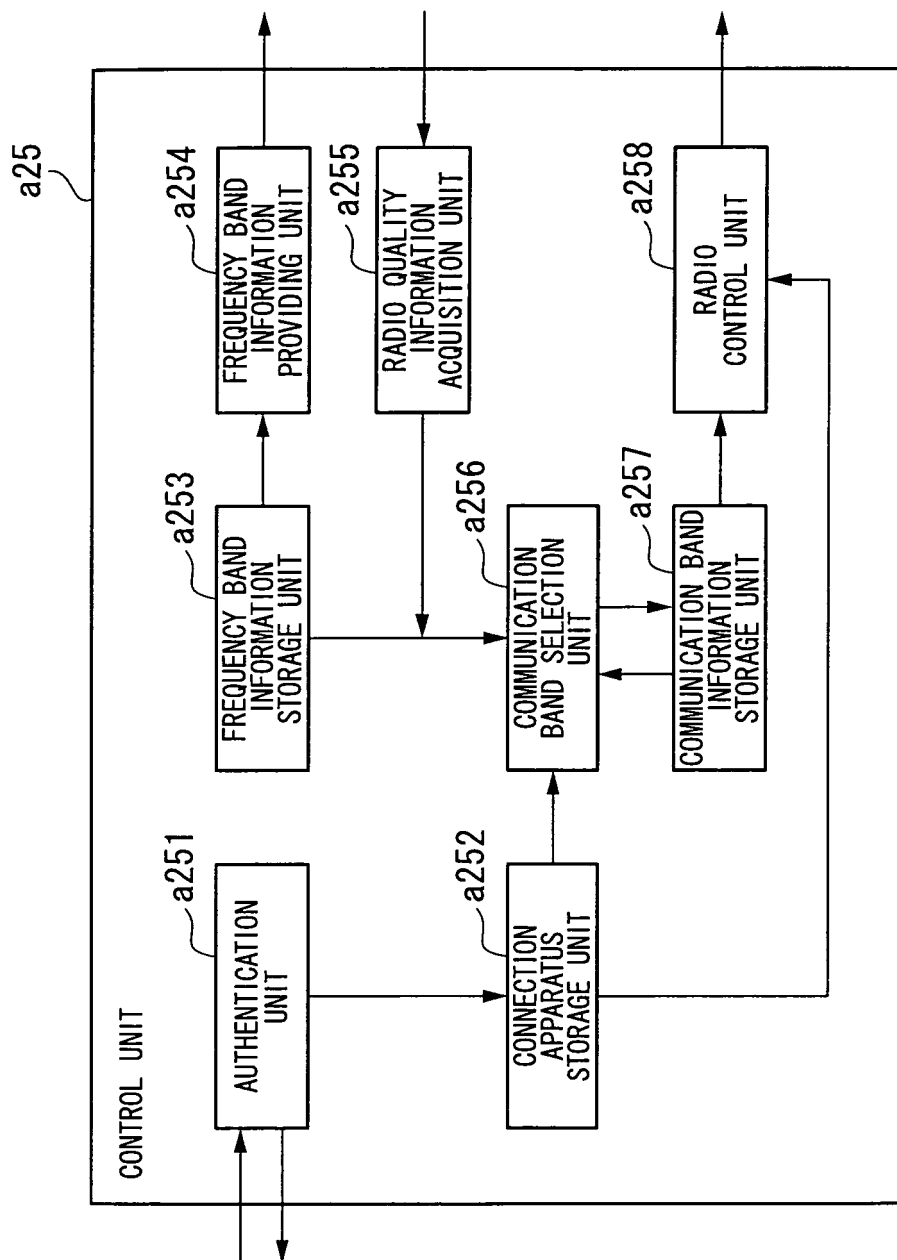 a25
CONTROL UNIT
a251
AUTHENTICATION
UNIT
a253
FREQUENCY BAND
INFORMATION
STORAGE UNIT
a254
FREQUENCY BAND
INFORMATION
PROVIDING UNIT
a255
RADIO QUALITY
INFORMATION
ACQUISITION UNIT
a252
CONNECTION
APPARATUS
STORAGE UNIT
a256
COMMUNICATION
BAND SELECTION
UNIT
a257
COMMUNICATION BAND
INFORMATION
STORAGE UNIT
a258
RADIO
CONTROL UNIT